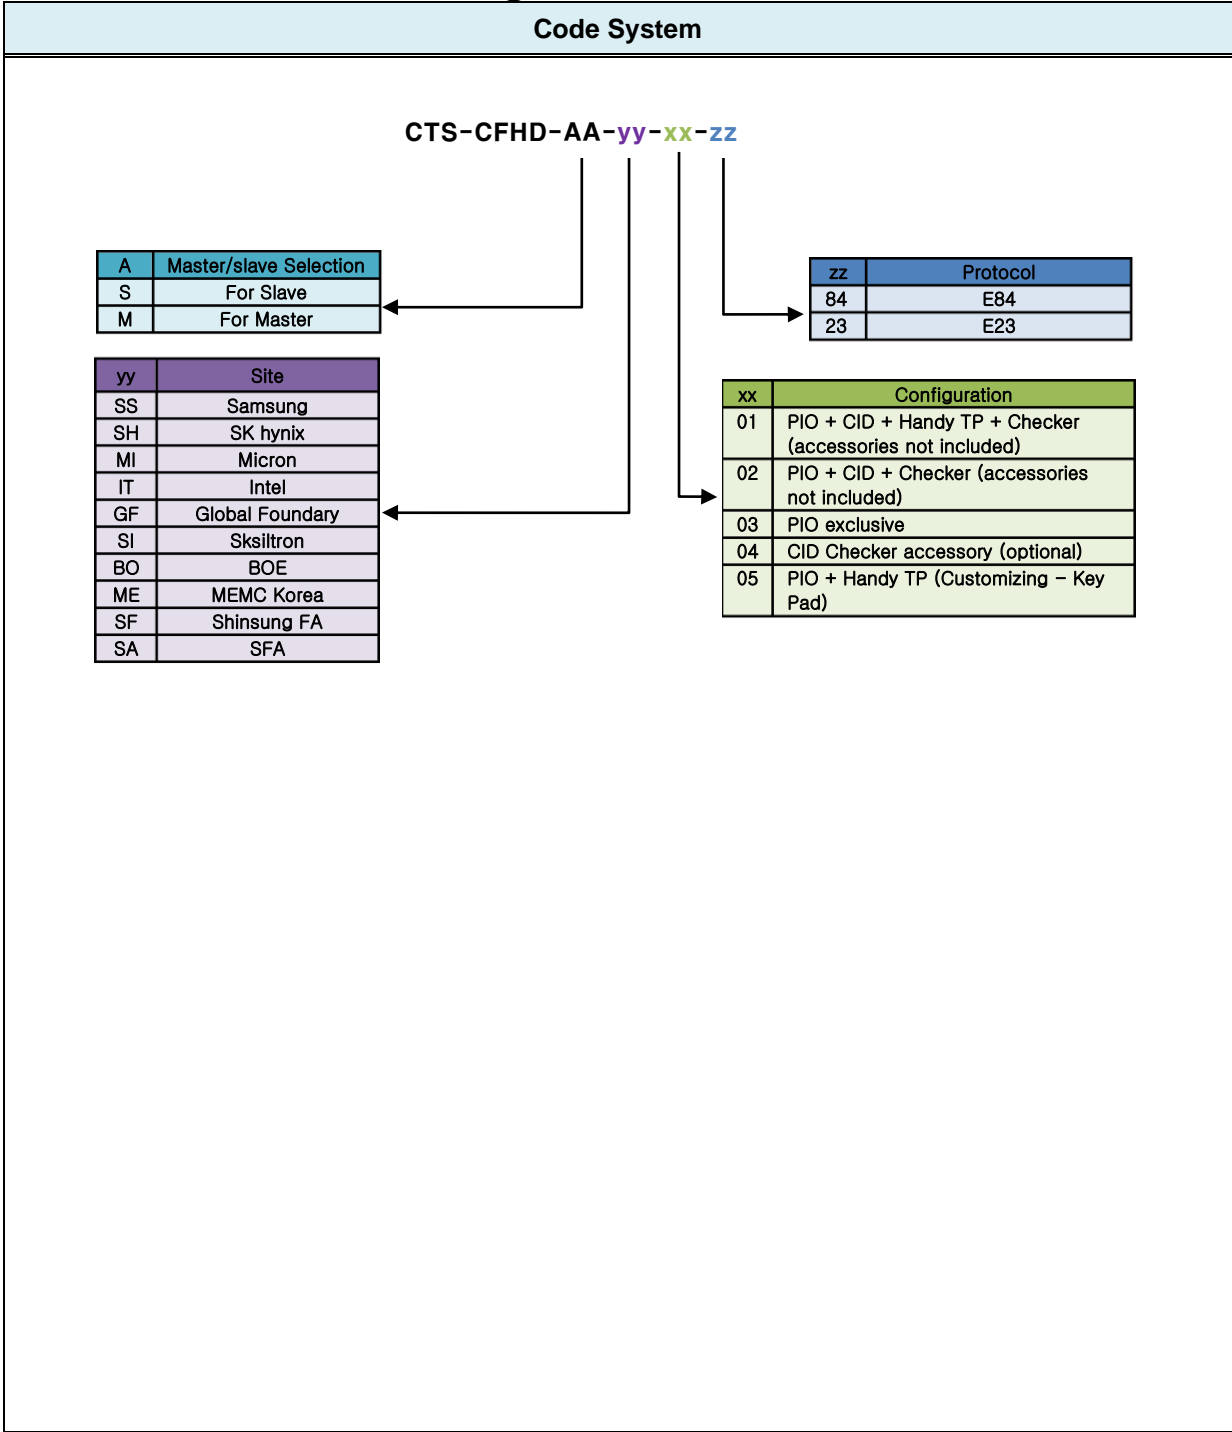 Code System
CTS-CFHD-AA-yy-xx-zz
A Master/slave Selection
S For Slave
M For Master
yy Site
SS Samsung
SH SK hynix
MI Micron
IT Intel
GF Global Foundary
SI Sksiltron
BO BOE
ME MEMC Korea
SF Shinsung FA
SA SFA
zz Protocol
84 E84
23 E23
xx Configuration
01 PIO + CID + Handy TP + Checker
(accessories not included)
02 PIO + CID + Checker (accessories
not included)
03 PIO exclusive
04 CID Checker accessory (optional)
05 PIO + Handy TP (Customizing - Key
Pad)